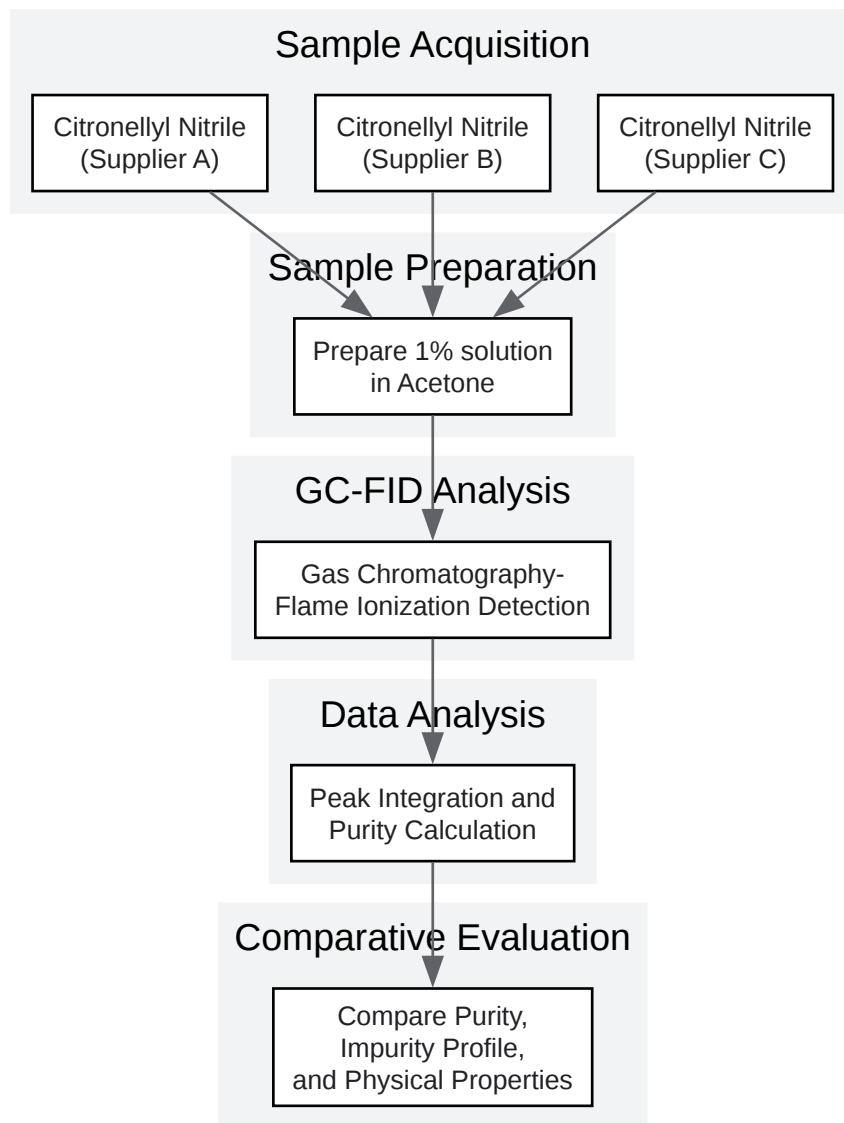 Sample Acquisition
Citronellyl Nitrile
(Supplier A)
Citronellyl Nitrile
(Supplier B)
Citronellyl Nitrile
(Supplier C)
Sample Preparation
Prepare 1% solution
in Acetone
GC-FID Analysis
Gas Chromatography-
Flame Ionization Detection
Data Analysis
Peak Integration and
Purity Calculation
Comparative Evaluation
Compare Purity,
Impurity Profile,
and Physical Properties